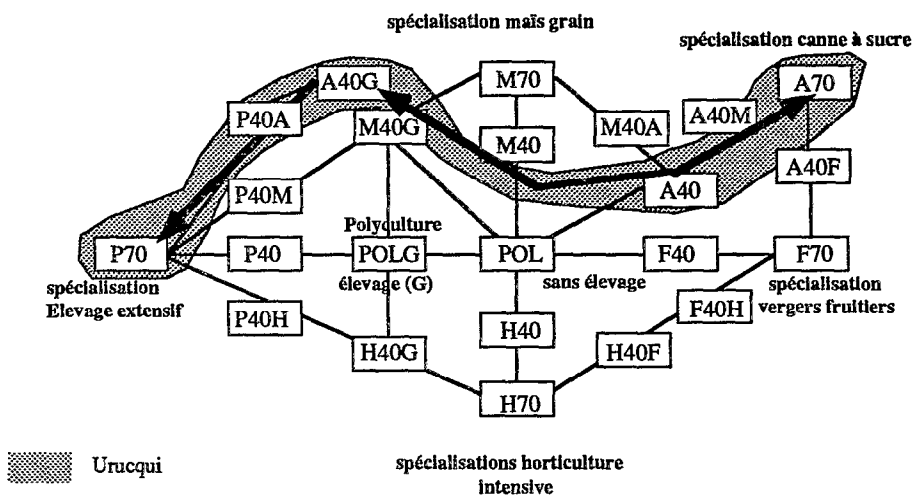 spécialisation maïs grain
spécialisation canne à sucre
A40G
M70
A70
P40A
M40G
M40A
A40M
M40
P40M
A40
A40F
Polyculture
P70
P40
POLG
POL
F40
F70
spécialisation
Elevage extensif
élevage (G)
sans élevage
spécialisation
vergers fruitiers
P40H
H40
F40H
H40G
H40F
H70
Urucqui
spécialisations horticulture
intensive